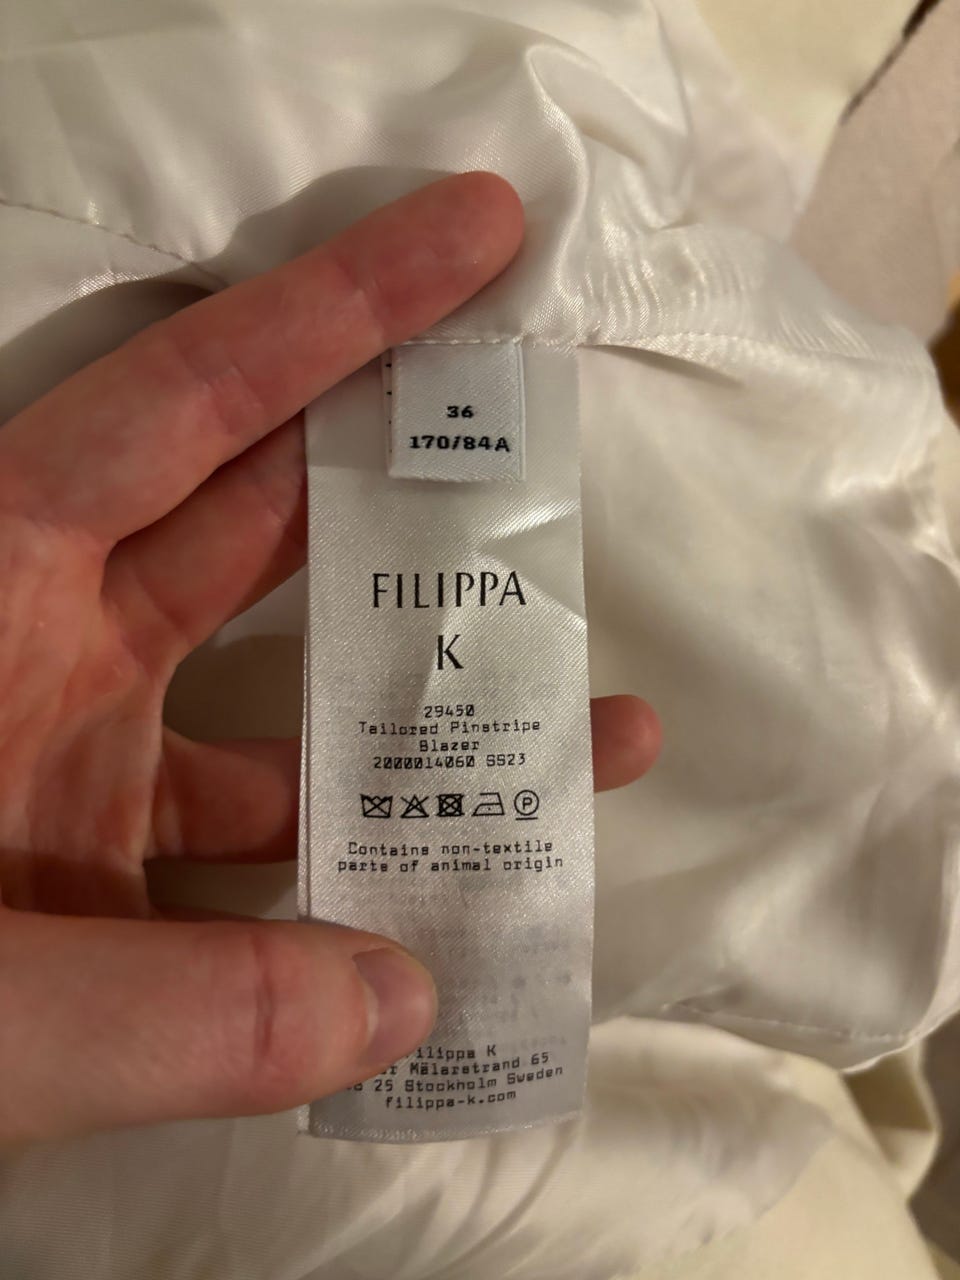 36
170/84A
FILIPPA
K
29450
Tailored Pinstripe
Blazer
2000014060 SS23
P
Contains non-textile
parts of animal origin
K
Mälarstrand 65
25 Stockholm Sweden
filippa-k.com